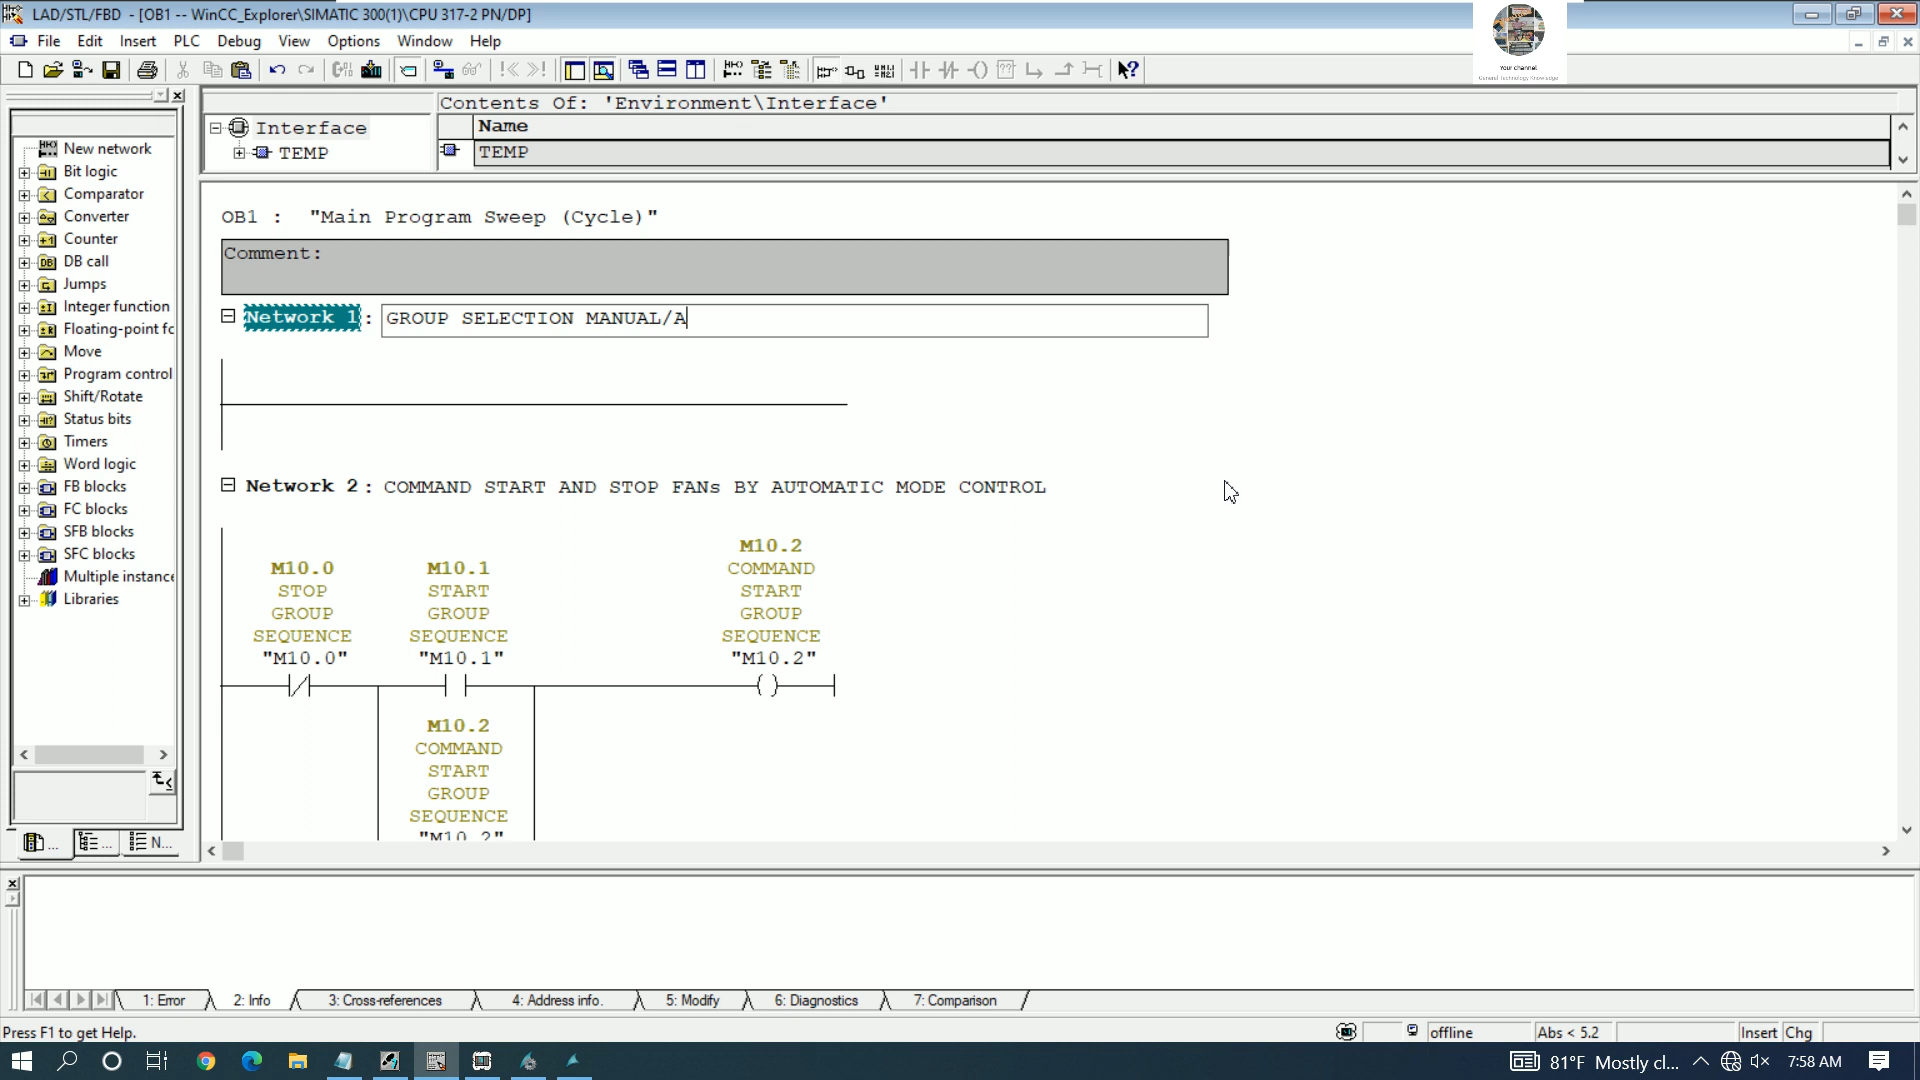 LAD/STL/FBD - [OB1 -- WinCC_Explorer\SIMATIC 300(1)\CPU 317-2 PN/DP]
File Edit Insert PLC Debug View Options Window Help
Your channel
General Technology Knowledge
Contents Of: 'Environment\Interface'
Interface
TEMP
Name
TEMP
New network
Bit logic
Comparator
Converter
Counter
DB call
Jumps
Integer function
Floating-point fc
Move
Program control
Shift/Rotate
Status bits
Timers
Word logic
FB blocks
FC blocks
SFB blocks
SFC blocks
Multiple instance
Libraries
... ... N...
OB1 : "Main Program Sweep (Cycle)"
Comment:
Network 1: GROUP SELECTION MANUAL/A
Network 2: COMMAND START AND STOP FANs BY AUTOMATIC MODE CONTROL
M10.0
STOP
GROUP
SEQUENCE
"M10.0"
M10.1
START
GROUP
SEQUENCE
"M10.1"
M10.2
COMMAND
START
GROUP
SEQUENCE
"M10.2"
M10.2
COMMAND
START
GROUP
SEQUENCE
"M10.2"
1: Error 2: Info 3: Cross-references 4: Address info. 5: Modify 6: Diagnostics 7: Comparison
Press F1 to get Help. offline Abs < 5.2 Insert Chg
81°F Mostly cl... 7:58 AM